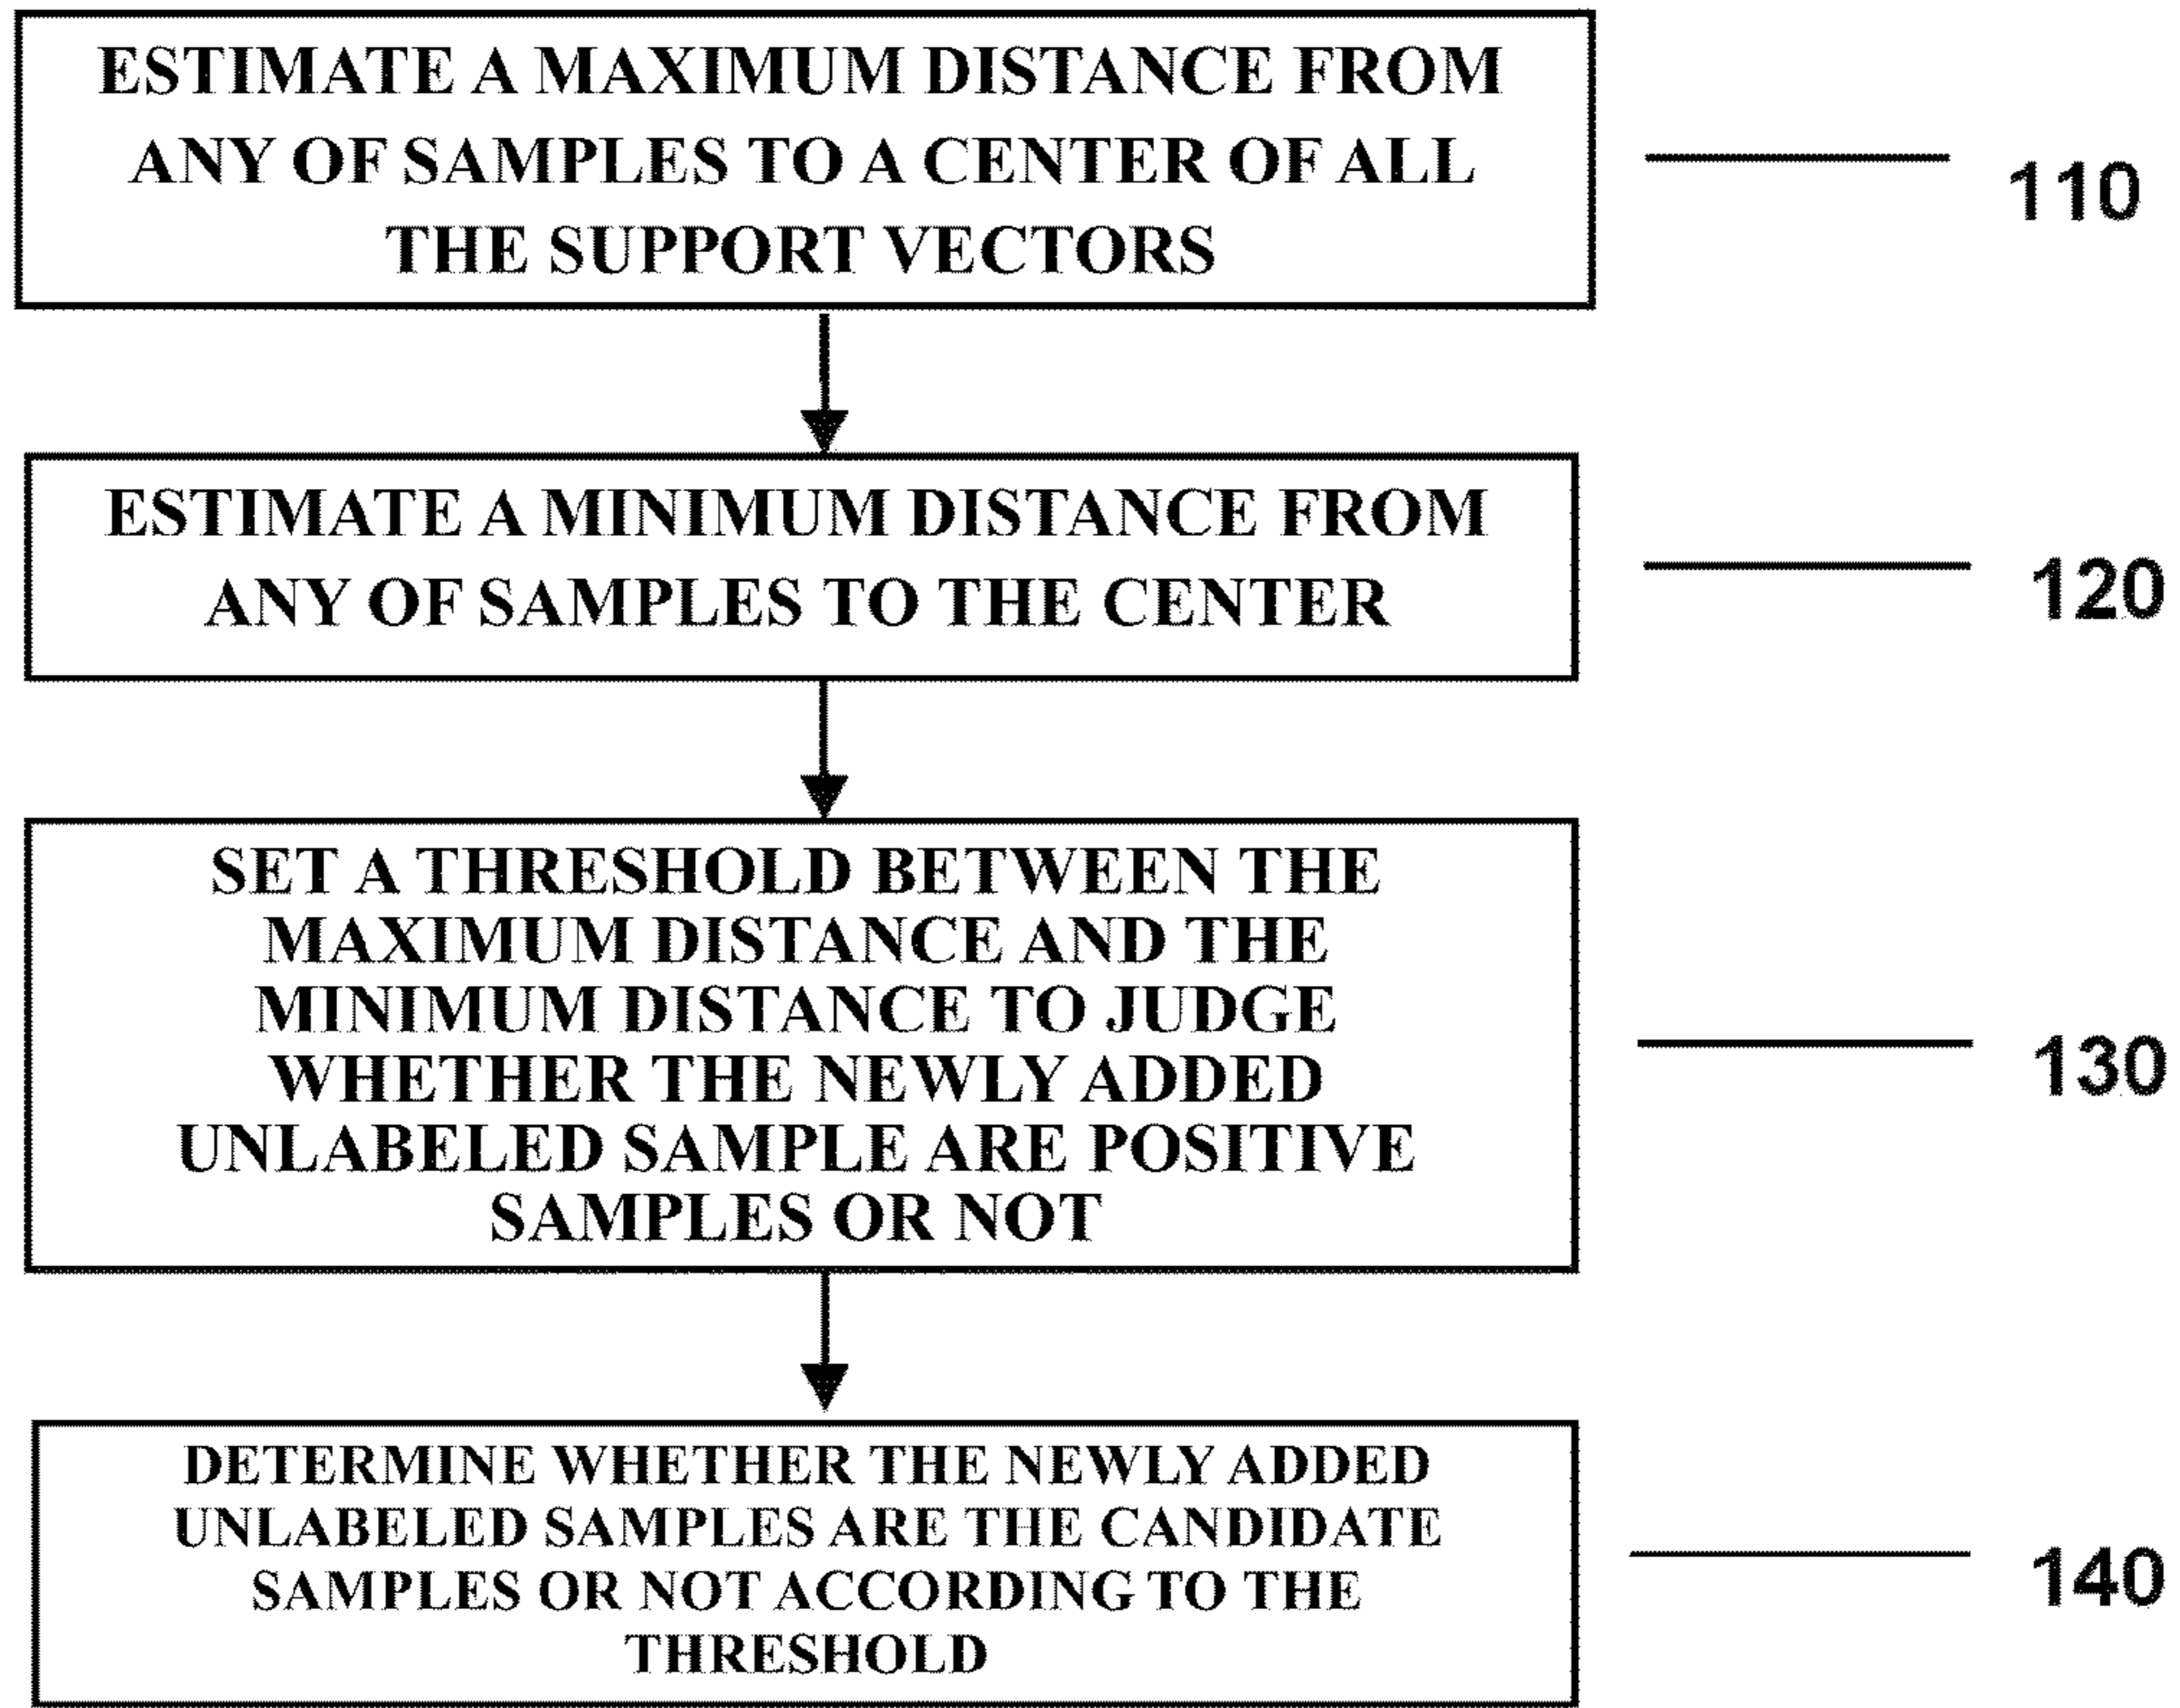 ESTIMATE A MAXIMUM DISTANCE FROM
ANY OF SAMPLES TO A CENTER OF ALL
THE SUPPORT VECTORS
110
ESTIMATE A MINIMUM DISTANCE FROM
ANY OF SAMPLES TO THE CENTER
120
SET A THRESHOLD BETWEEN THE
MAXIMUM DISTANCE AND THE
MINIMUM DISTANCE TO JUDGE
WHETHER THE NEWLY ADDED
UNLABELED SAMPLE ARE POSITIVE
SAMPLES OR NOT
130
DETERMINE WHETHER THE NEWLY ADDED
UNLABELED SAMPLES ARE THE CANDIDATE
SAMPLES OR NOT ACCORDING TO THE
THRESHOLD
140